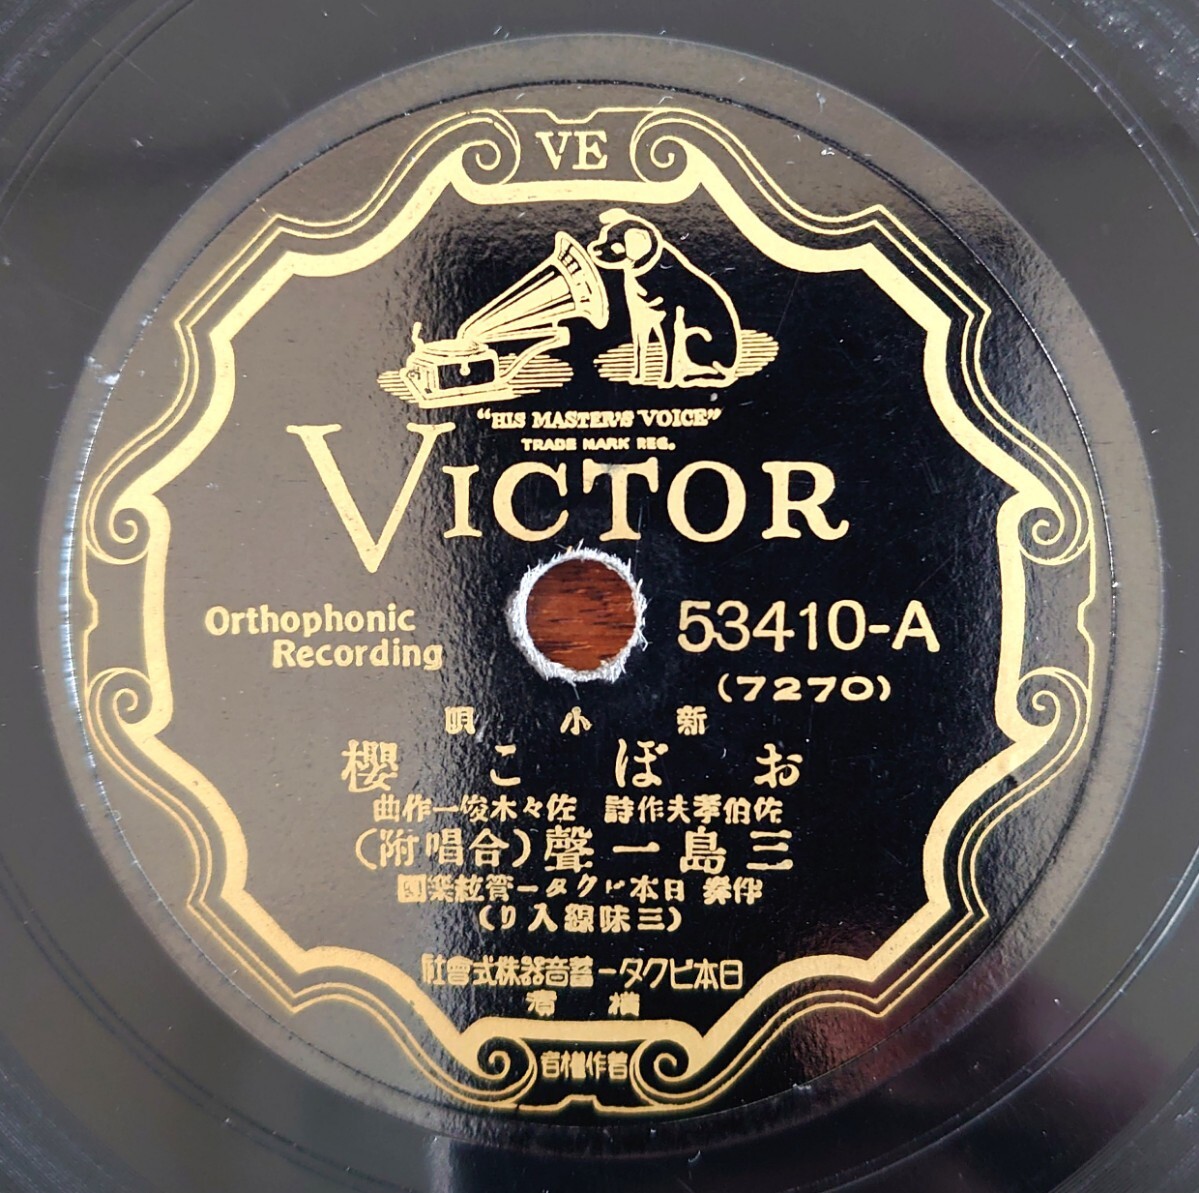 VE
"HIS MASTER'S VOICE"
TRADE MARK REG.
VICTOR
Orthophonic
Recording
53410-A
(7270)
新小唄
おぼこ櫻
佐伯孝夫作詩 佐々木俊一作曲
三島一聲(合唱附)
伴奏 日本ビクター管絃樂團
(三味線入り)
日本ビクター蓄音器株式會社
橫濱
著作權者